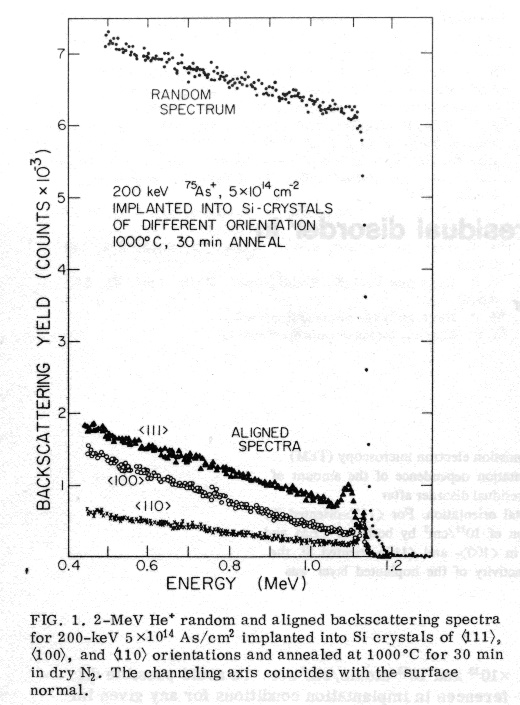 7
6
5
4
3
2
1
0.4 0.6 0.8 1.0 1.2
BACKSCATTERING YIELD (COUNTS × 10³)
ENERGY (MeV)
RANDOM
SPECTRUM
200 keV ⁷⁵As⁺, 5×10¹⁴ cm⁻²
IMPLANTED INTO Si-CRYSTALS
OF DIFFERENT ORIENTATION
1000°C, 30 min ANNEAL
<111>
ALIGNED
SPECTRA
<100>
<110>
FIG. 1. 2-MeV He⁺ random and aligned backscattering spectra
for 200-keV 5×10¹⁴ As/cm² implanted into Si crystals of ⟨111⟩,
⟨100⟩, and ⟨110⟩ orientations and annealed at 1000°C for 30 min
in dry N₂. The channeling axis coincides with the surface
normal.